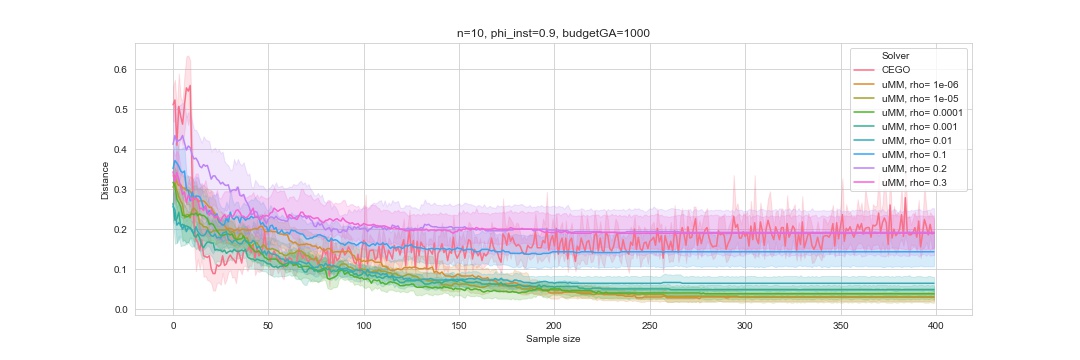 n=10, phi_inst=0.9, budgetGA=1000
Distance
0.6
0.5
0.4
0.3
0.2
0.1
0.0
Solver
CEGO
uMM, rho= 1e-06
uMM, rho= 1e-05
uMM, rho= 0.0001
uMM, rho= 0.001
uMM, rho= 0.01
uMM, rho= 0.1
uMM, rho= 0.2
uMM, rho= 0.3
0 50 100 150 200 250 300 350 400
Sample size